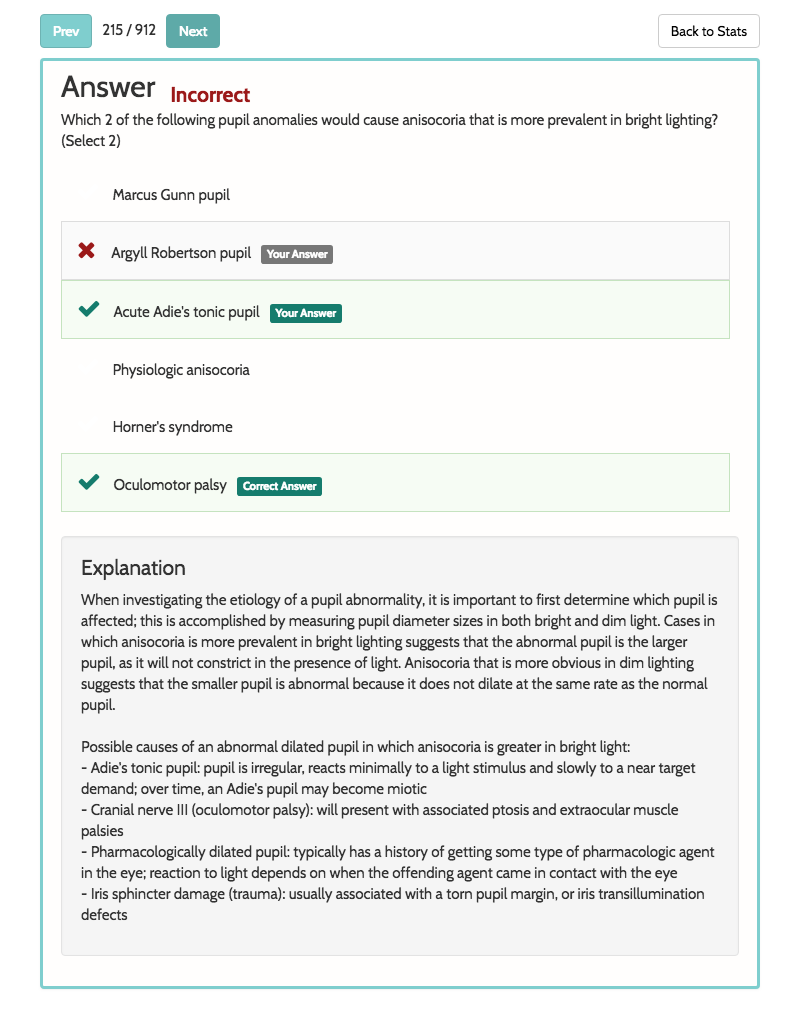 Prev 215 / 912 Next Back to Stats
Answer Incorrect
Which 2 of the following pupil anomalies would cause anisocoria that is more prevalent in bright lighting?
(Select 2)
Marcus Gunn pupil
Argyll Robertson pupil Your Answer
Acute Adie's tonic pupil Your Answer
Physiologic anisocoria
Horner's syndrome
Oculomotor palsy Correct Answer
Explanation
When investigating the etiology of a pupil abnormality, it is important to first determine which pupil is
affected; this is accomplished by measuring pupil diameter sizes in both bright and dim light. Cases in
which anisocoria is more prevalent in bright lighting suggests that the abnormal pupil is the larger
pupil, as it will not constrict in the presence of light. Anisocoria that is more obvious in dim lighting
suggests that the smaller pupil is abnormal because it does not dilate at the same rate as the normal
pupil.
Possible causes of an abnormal dilated pupil in which anisocoria is greater in bright light:
- Adie's tonic pupil: pupil is irregular, reacts minimally to a light stimulus and slowly to a near target
demand; over time, an Adie's pupil may become miotic
- Cranial nerve III (oculomotor palsy): will present with associated ptosis and extraocular muscle
palsies
- Pharmacologically dilated pupil: typically has a history of getting some type of pharmacologic agent
in the eye; reaction to light depends on when the offending agent came in contact with the eye
- Iris sphincter damage (trauma): usually associated with a torn pupil margin, or iris transillumination
defects